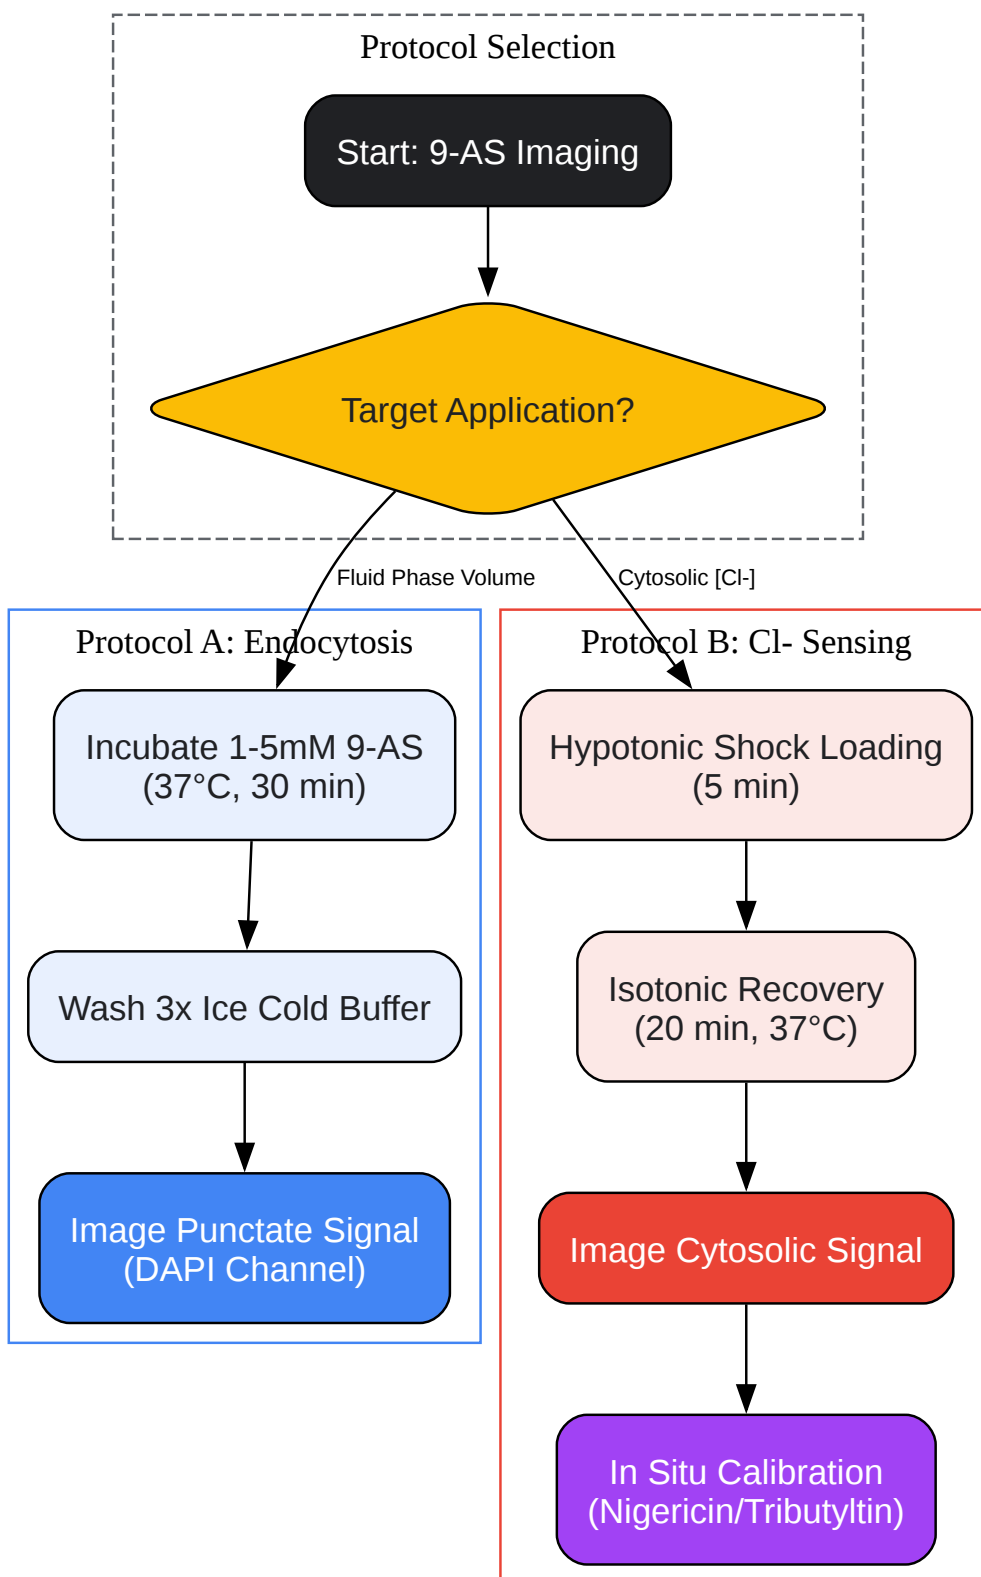 Protocol Selection
Start: 9-AS Imaging
Target Application?
Fluid Phase Volume
Cytosolic [Cl-]
Protocol A: Endocytosis
Incubate 1-5mM 9-AS
(37°C, 30 min)
Wash 3x Ice Cold Buffer
Image Punctate Signal
(DAPI Channel)
Protocol B: Cl- Sensing
Hypotonic Shock Loading
(5 min)
Isotonic Recovery
(20 min, 37°C)
Image Cytosolic Signal
In Situ Calibration
(Nigericin/Tributyltin)